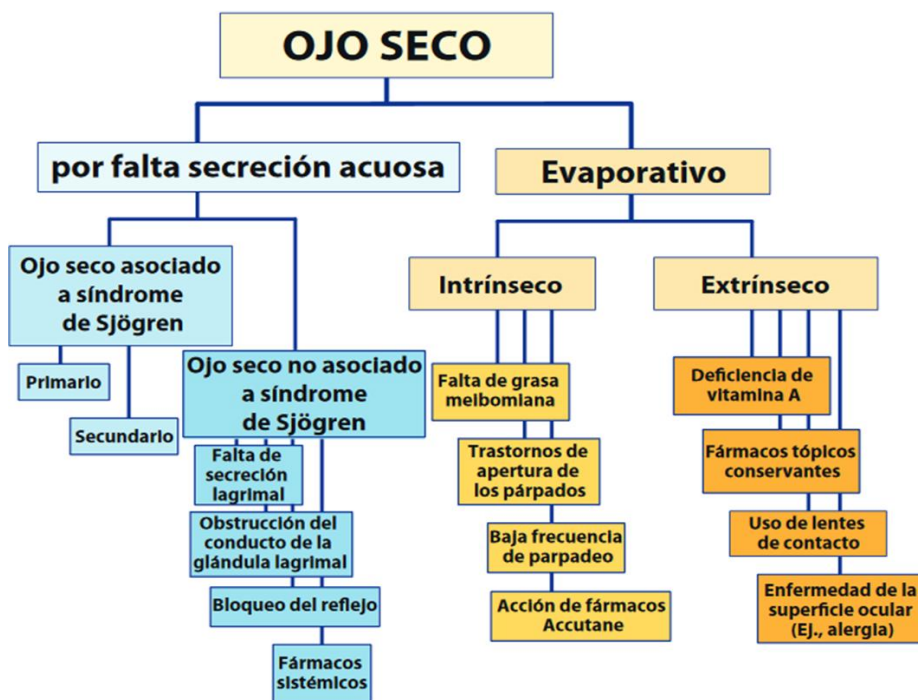 OJO SECO
por falta secreción acuosa
Evaporativo
Ojo seco asociado
a síndrome
de Sjögren
Primario
Secundario
Ojo seco no asociado
a síndrome
de Sjögren
Falta de
secreción
lagrimal
Obstrucción del
conducto de la
glándula lagrimal
Bloqueo del reflejo
Fármacos
sistémicos
Intrínseco
Falta de grasa
meibomiana
Trastornos de
apertura de
los párpados
Baja frecuencia
de parpadeo
Acción de fármacos
Accutane
Extrínseco
Deficiencia de
vitamina A
Fármacos tópicos
conservantes
Uso de lentes
de contacto
Enfermedad de la
superficie ocular
(Ej., alergia)